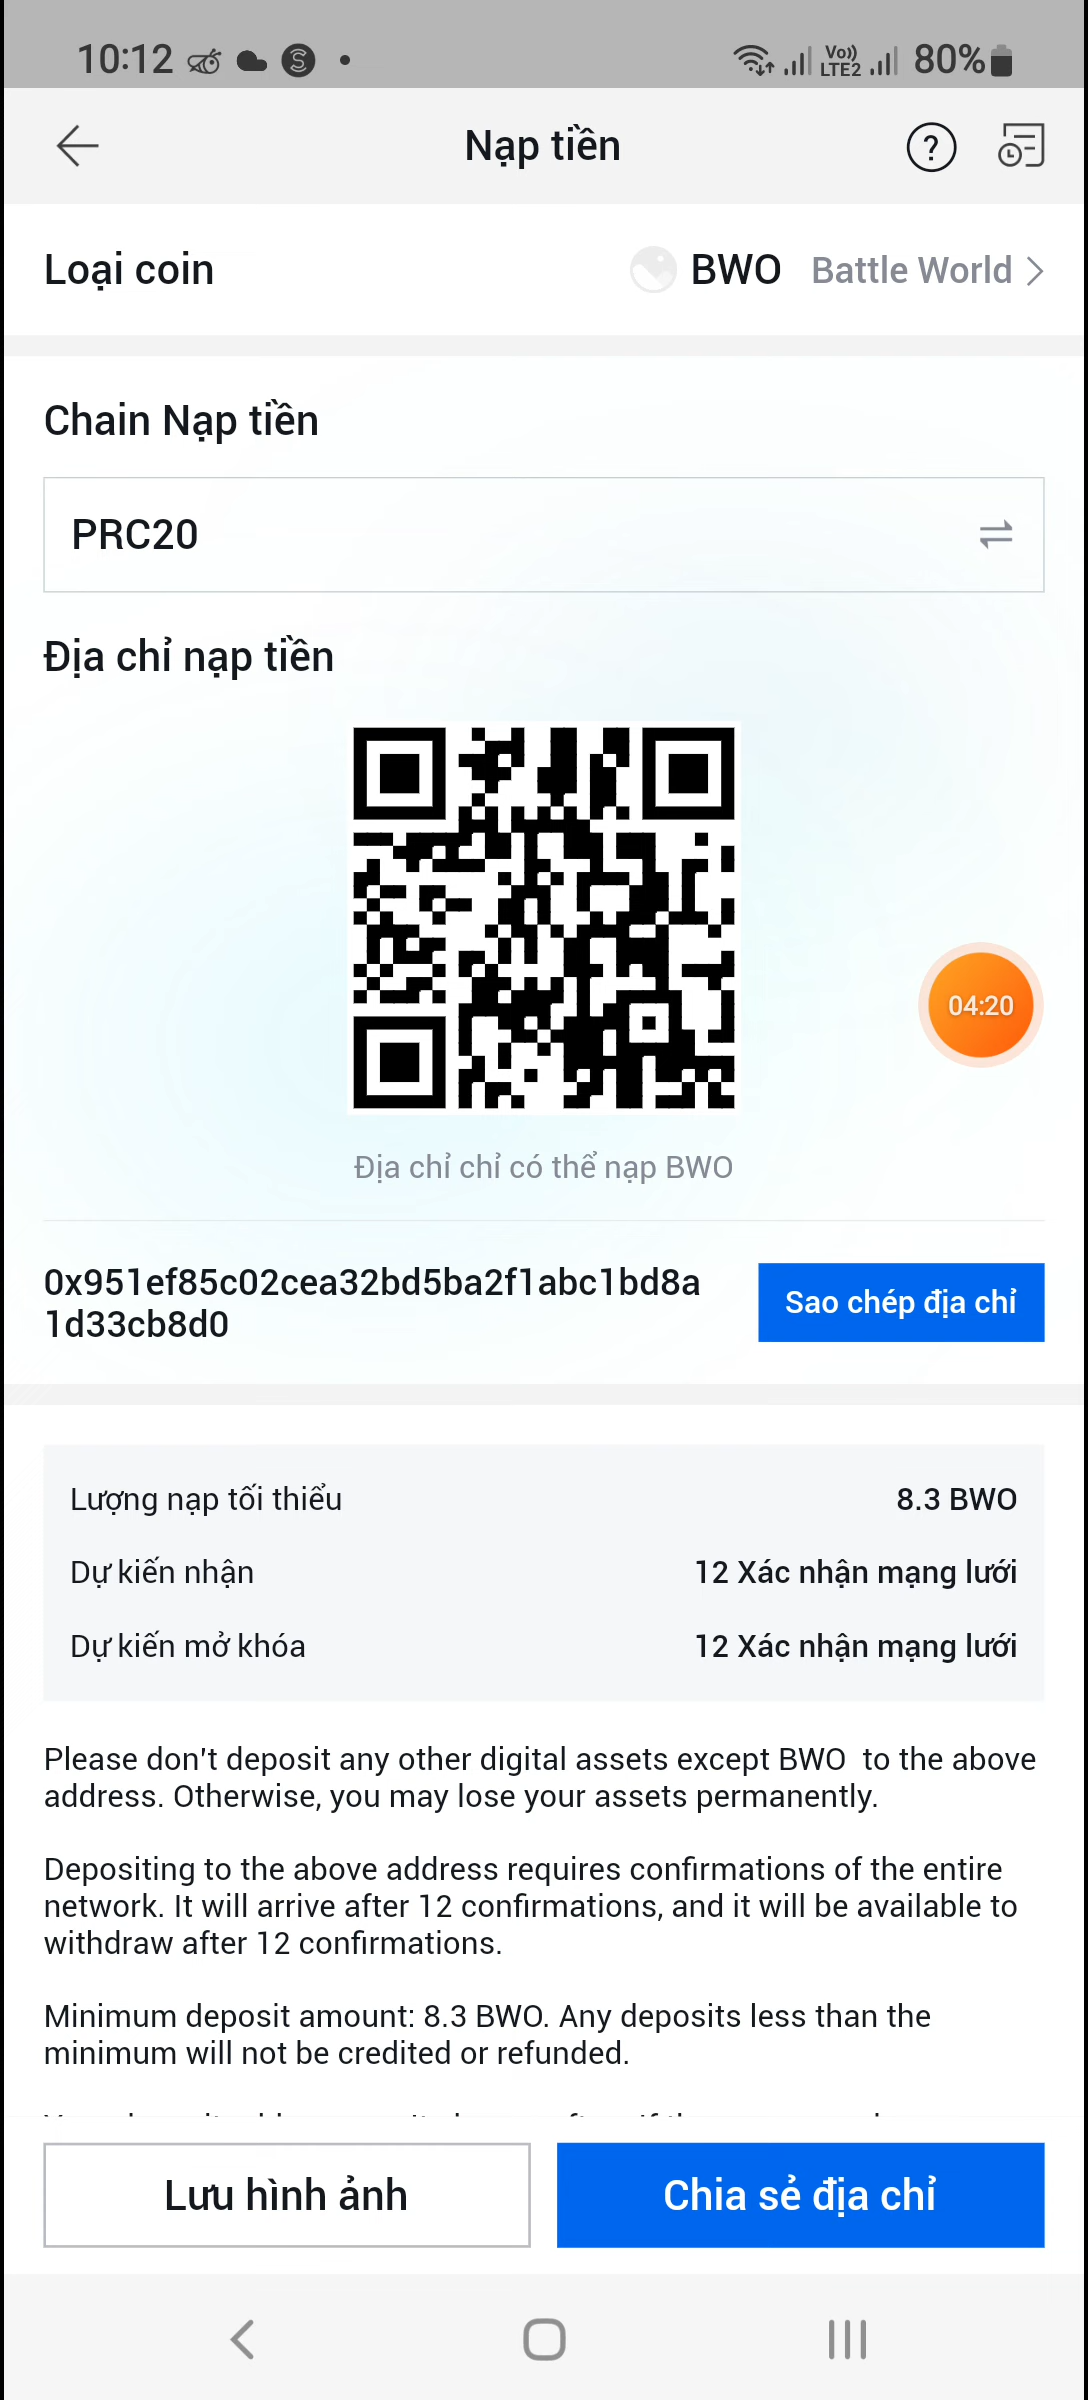 10:12
Vo)) LTE2 80%
Nạp tiền
Loại coin BWO Battle World
Chain Nạp tiền
PRC20
Địa chỉ nạp tiền
04:20
Địa chỉ chỉ có thể nạp BWO
0x951ef85c02cea32bd5ba2f1abc1bd8a
1d33cb8d0
Sao chép địa chỉ
Lượng nạp tối thiểu 8.3 BWO
Dự kiến nhận 12 Xác nhận mạng lưới
Dự kiến mở khóa 12 Xác nhận mạng lưới
Please don't deposit any other digital assets except BWO to the above
address. Otherwise, you may lose your assets permanently.
Depositing to the above address requires confirmations of the entire
network. It will arrive after 12 confirmations, and it will be available to
withdraw after 12 confirmations.
Minimum deposit amount: 8.3 BWO. Any deposits less than the
minimum will not be credited or refunded.
Lưu hình ảnh
Chia sẻ địa chỉ